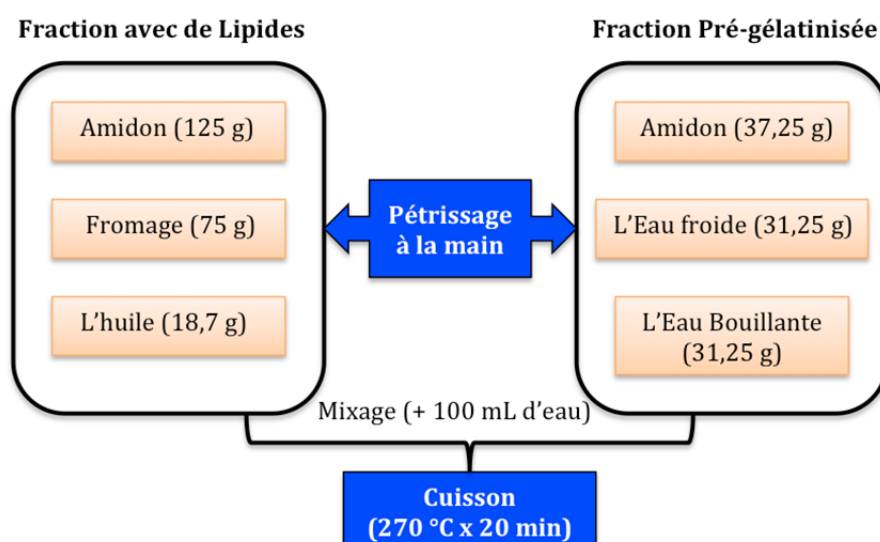 Fraction avec de Lipides
Amidon (125 g)
Fromage (75 g)
L'huile (18,7 g)
Pétrissage
à la main
Fraction Pré-gélatinisée
Amidon (37,25 g)
L'Eau froide (31,25 g)
L'Eau Bouillante
(31,25 g)
Mixage (+ 100 mL d'eau)
Cuisson
(270 °C x 20 min)